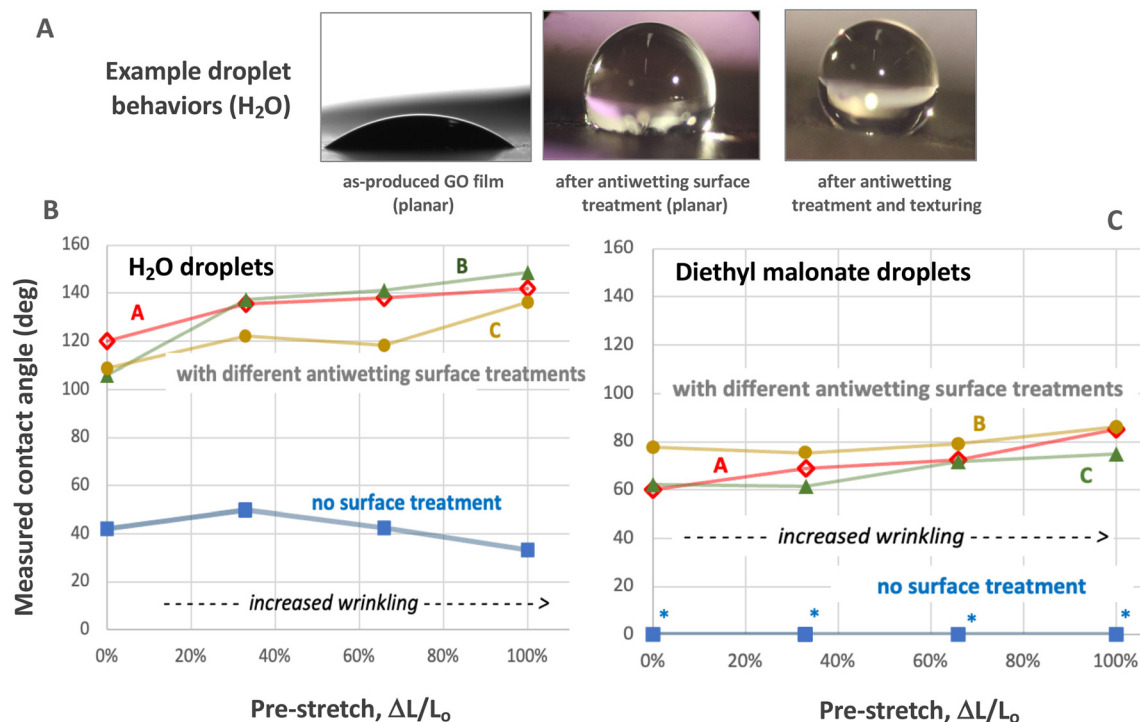 A
Example droplet
behaviors (H₂O)
as-produced GO film
(planar)
after antiwetting surface
treatment (planar)
after antiwetting
treatment and texturing
B
Measured contact angle (deg)
160
140
120
100
80
60
40
20
0
H₂O droplets
A
B
C
with different antiwetting surface treatments
no surface treatment
- - - - - - - increased wrinkling - - - - - - - - - >
0%
20%
40%
60%
80%
100%
Pre-stretch, ΔL/Lₒ
C
160
140
120
100
80
60
40
20
0
Diethyl malonate droplets
with different antiwetting surface treatments
B
A
C
- - - - - - - - increased wrinkling - - - - - - - - - >
no surface treatment
* * * *
0%
20%
40%
60%
80%
100%
Pre-stretch, ΔL/Lₒ